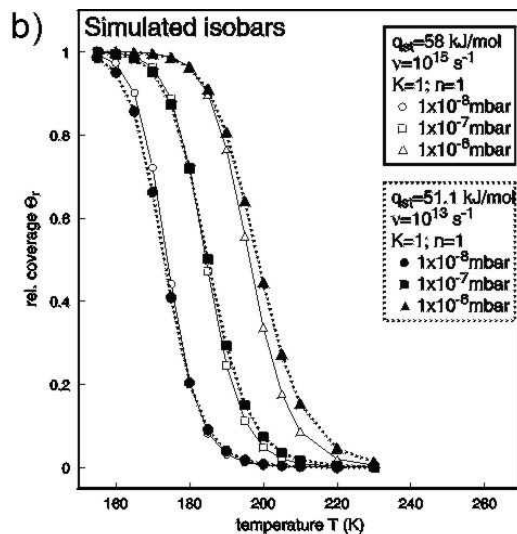 b)
Simulated isobars
q_st=58 kJ/mol
ν=10^15 s^-1
K=1; n=1
1x10^-8mbar
1x10^-7mbar
1x10^-6mbar
q_st=51.1 kJ/mol
ν=10^13 s^-1
K=1; n=1
1x10^-8mbar
1x10^-7mbar
1x10^-6mbar
rel. coverage Θ_r
1
0.8
0.6
0.4
0.2
0
160 180 200 220 240 260
temperature T (K)